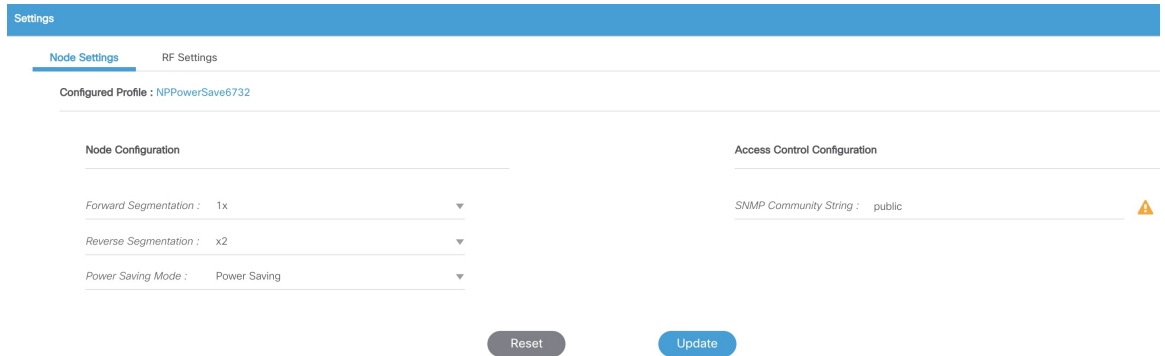 Settings
Node Settings RF Settings
Configured Profile : NPPowerSave6732
Node Configuration Access Control Configuration
Forward Segmentation : 1x SNMP Community String : public
Reverse Segmentation : x2
Power Saving Mode : Power Saving
Reset Update